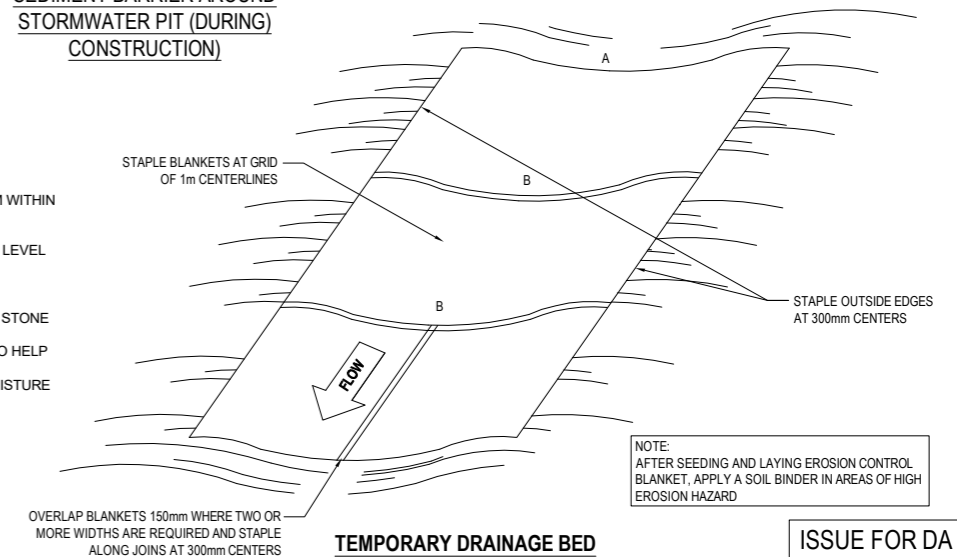 SEDIMENT BARRIER AROUND
STORMWATER PIT (DURING)
CONSTRUCTION)
A
STAPLE BLANKETS AT GRID
OF 1m CENTERLINES
B
WITHIN
LEVEL
B
STAPLE OUTSIDE EDGES
AT 300mm CENTERS
STONE
HELP
FLOW
NOTE:
AFTER SEEDING AND LAYING EROSION CONTROL
BLANKET, APPLY A SOIL BINDER IN AREAS OF HIGH
EROSION HAZARD
OVERLAP BLANKETS 150mm WHERE TWO OR
MORE WIDTHS ARE REQUIRED AND STAPLE
ALONG JOINS AT 300mm CENTERS
TEMPORARY DRAINAGE BED
ISSUE FOR DA